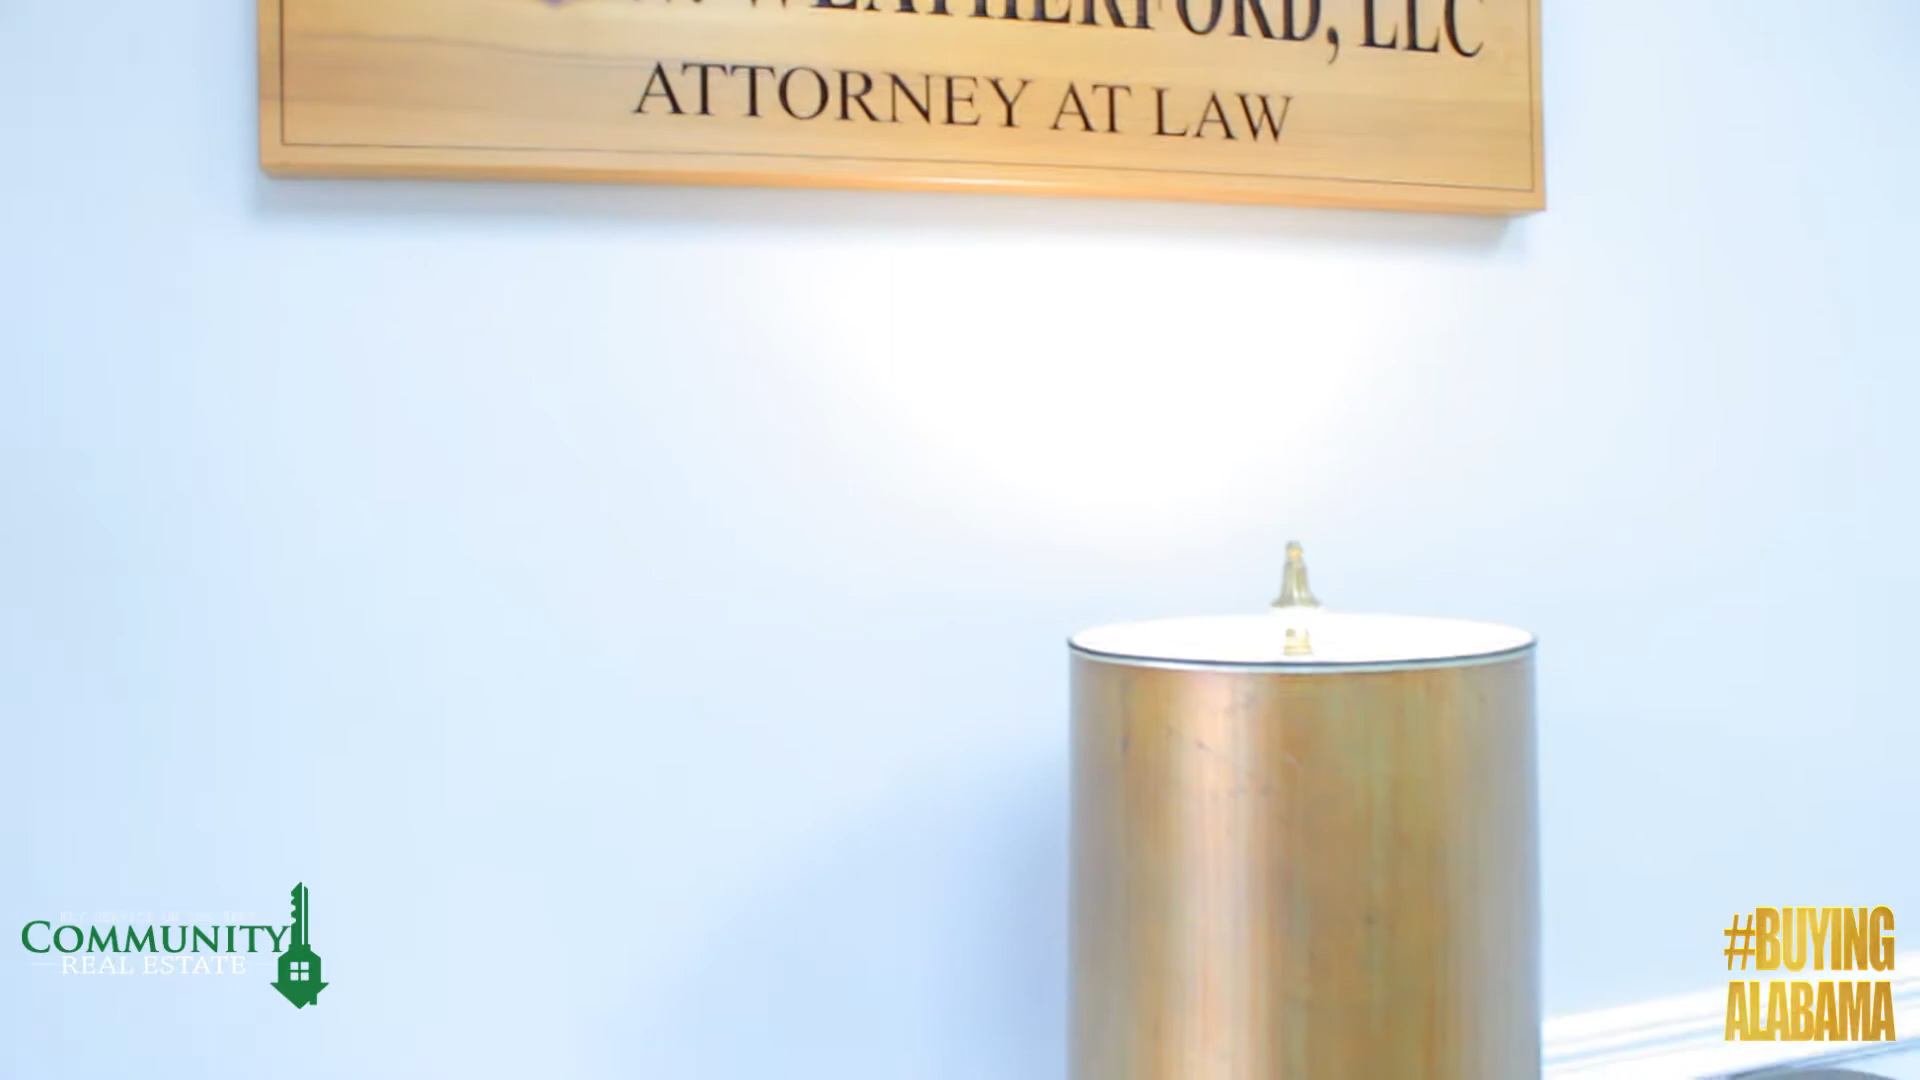 WEATHERFORD, LLC
ATTORNEY AT LAW
COMMUNITY
REAL ESTATE
#BUYING
ALABAMA